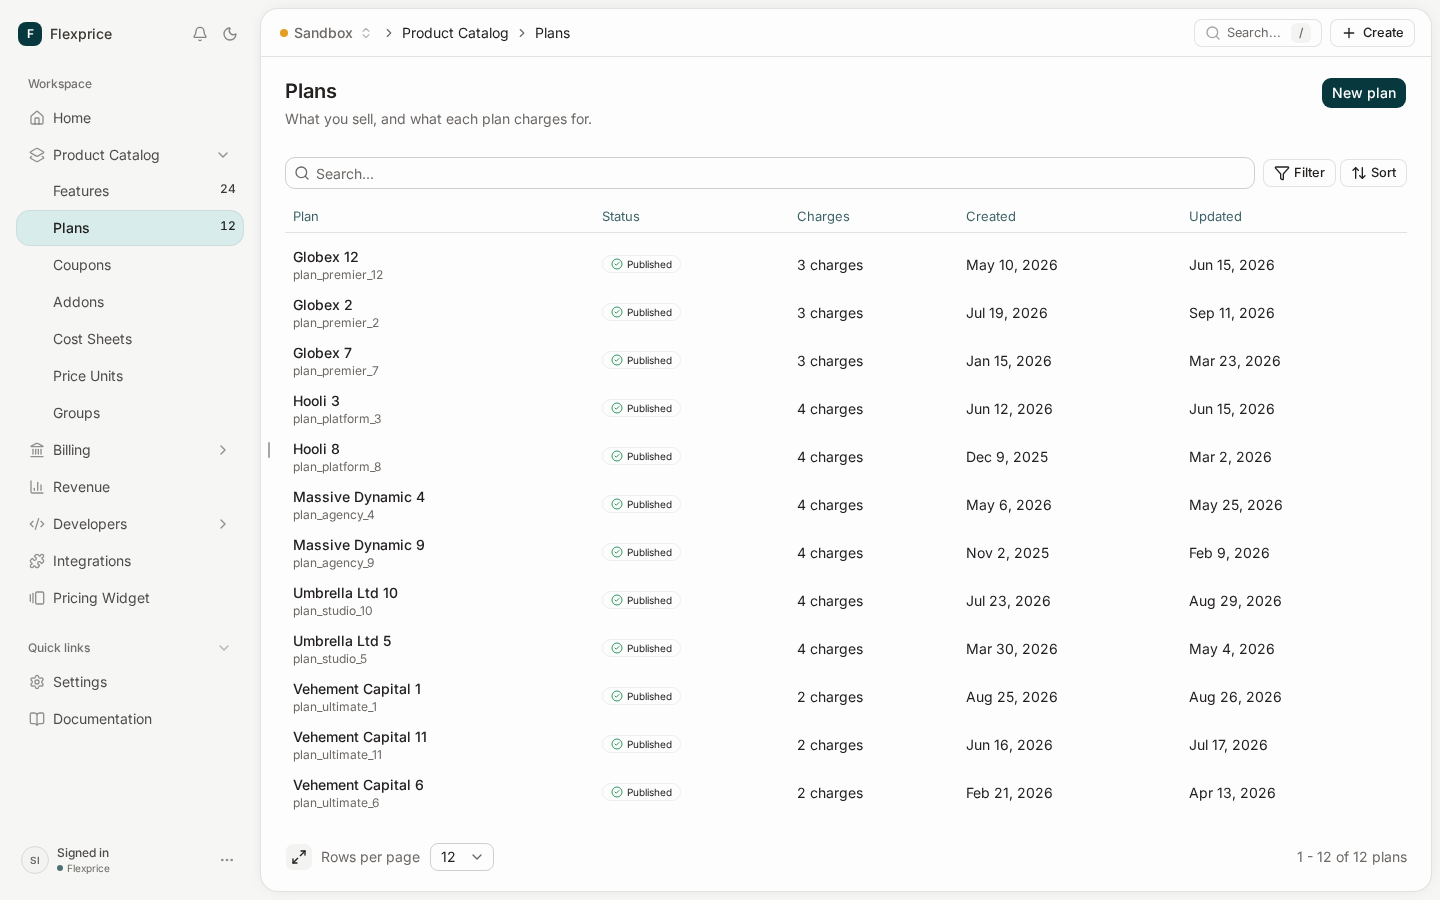 F Flexprice
Workspace
Home
Product Catalog
Features 24
Plans 12
Coupons
Addons
Cost Sheets
Price Units
Groups
Billing
Revenue
Developers
Integrations
Pricing Widget
Quick links
Settings
Documentation
SI Signed in
Flexprice
Sandbox Product Catalog Plans
Search... / Create
Plans
What you sell, and what each plan charges for.
New plan
Search... Filter Sort
Plan Status Charges Created Updated
Globex 12
plan_premier_12
Published 3 charges May 10, 2026 Jun 15, 2026
Globex 2
plan_premier_2
Published 3 charges Jul 19, 2026 Sep 11, 2026
Globex 7
plan_premier_7
Published 3 charges Jan 15, 2026 Mar 23, 2026
Hooli 3
plan_platform_3
Published 4 charges Jun 12, 2026 Jun 15, 2026
Hooli 8
plan_platform_8
Published 4 charges Dec 9, 2025 Mar 2, 2026
Massive Dynamic 4
plan_agency_4
Published 4 charges May 6, 2026 May 25, 2026
Massive Dynamic 9
plan_agency_9
Published 4 charges Nov 2, 2025 Feb 9, 2026
Umbrella Ltd 10
plan_studio_10
Published 4 charges Jul 23, 2026 Aug 29, 2026
Umbrella Ltd 5
plan_studio_5
Published 4 charges Mar 30, 2026 May 4, 2026
Vehement Capital 1
plan_ultimate_1
Published 2 charges Aug 25, 2026 Aug 26, 2026
Vehement Capital 11
plan_ultimate_11
Published 2 charges Jun 16, 2026 Jul 17, 2026
Vehement Capital 6
plan_ultimate_6
Published 2 charges Feb 21, 2026 Apr 13, 2026
Rows per page 12
1 - 12 of 12 plans